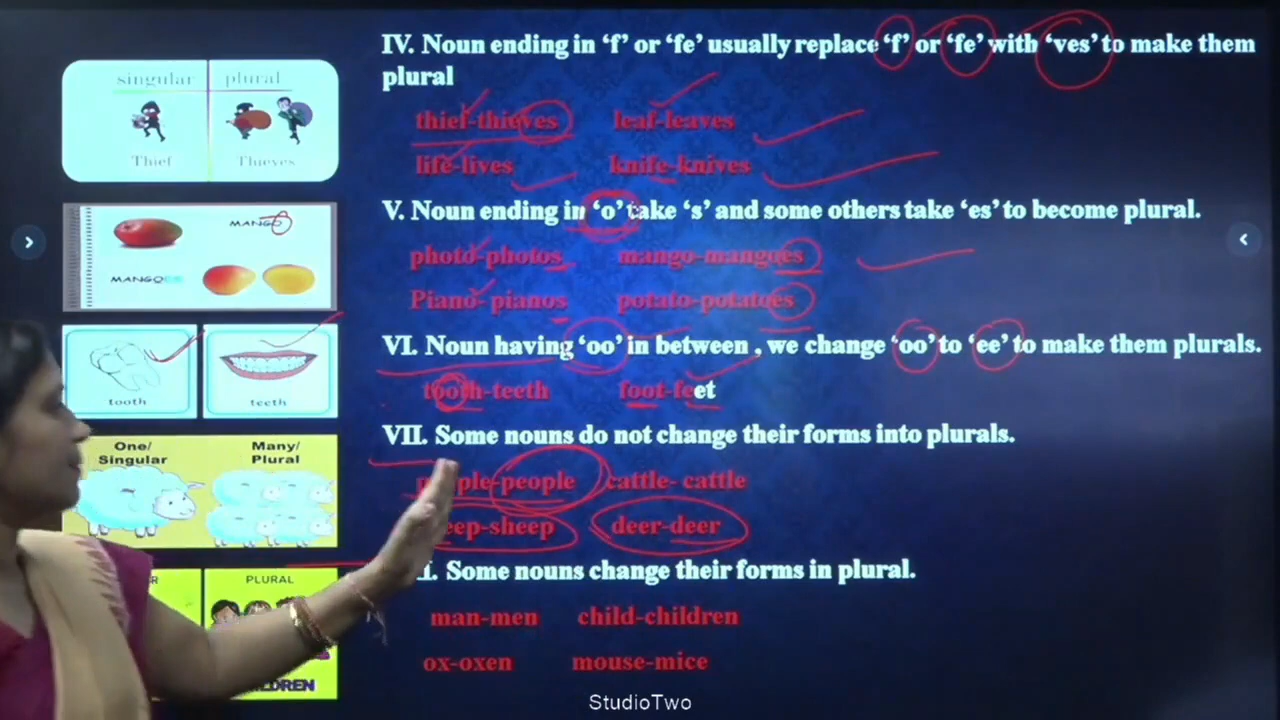 IV. Noun ending in ‘f’ or ‘fe’ usually replace ‘f’ or ‘fe’ with ‘ves’ to make them
plural
thief-thieves leaf-leaves
life-lives knife-knives
V. Noun ending in ‘o’ take ‘s’ and some others take ‘es’ to become plural.
photo-photos mango-mangoes
Piano- pianos potato-potatoes
VI. Noun having ‘oo’ in between , we change ‘oo’ to ‘ee’ to make them plurals.
tooth-teeth foot-feet
VII. Some nouns do not change their forms into plurals.
people cattle- cattle
eep-sheep deer-deer
I. Some nouns change their forms in plural.
man-men child-children
ox-oxen mouse-mice
singular plural
Thief Thieves
MANGO
MANGOES
tooth teeth
One/ Many/
Singular Plural
R PLURAL
StudioTwo